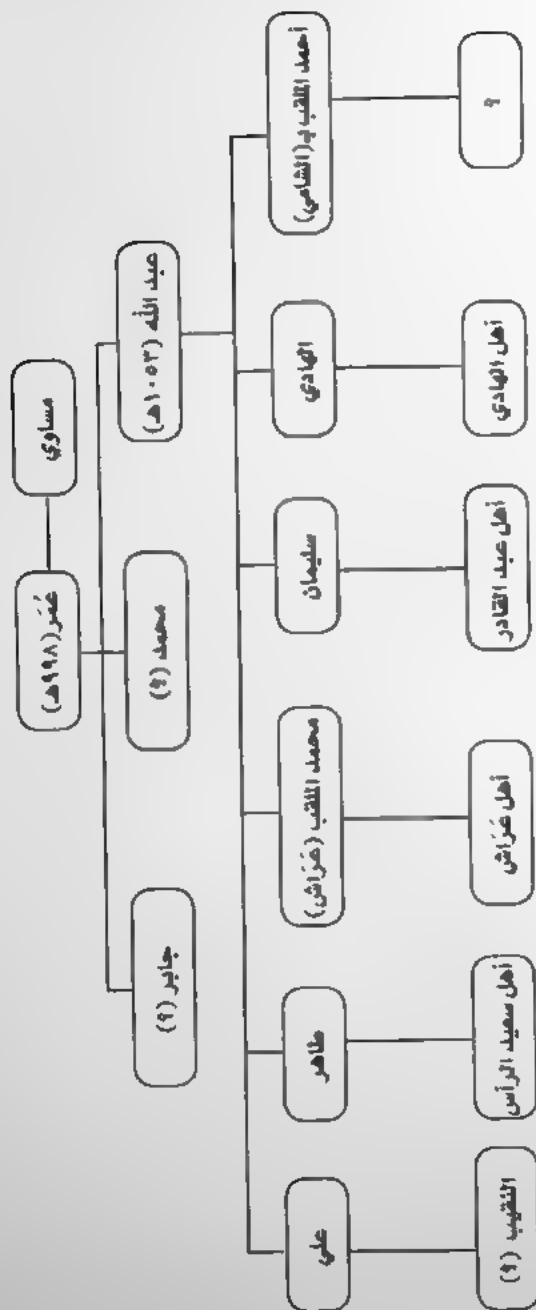 مساوي
عُمَر (٩٩٨هـ)
عبد الله (١٠٥٣هـ)
محمد (؟)
جابر (؟)
أحمد الملقب بـ(الشامي)
الهادي
سليمان
محمد الملقب (عَرَاش)
طاهر
علي
؟
أهل الهادي
أهل عبد القادر
أهل عَرَاش
أهل سعيد الرأس
النقيب (؟)